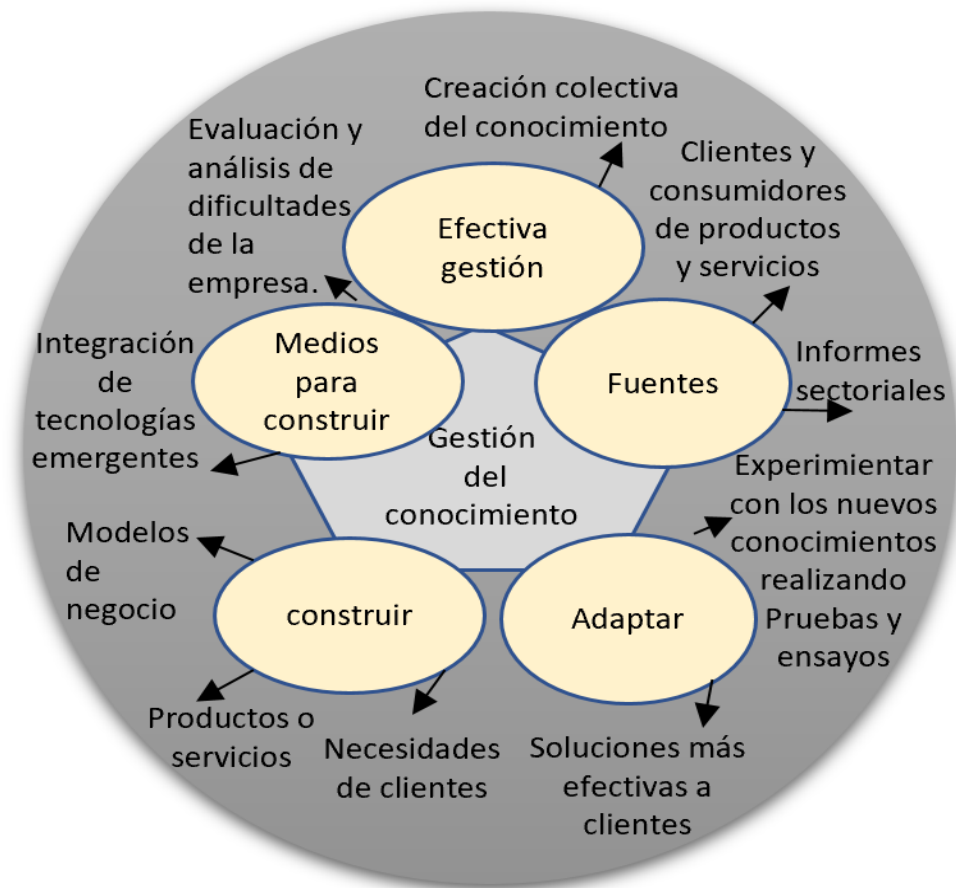 Creación colectiva
del conocimiento
Evaluación y
análisis de
dificultades
de la
empresa.
Clientes y
consumidores
de productos
y servicios
Efectiva
gestión
Integración
de
tecnologías
emergentes
Medios
para
construir
Fuentes
Informes
sectoriales
Gestión
del
conocimiento
Experimientar
con los nuevos
conocimientos
realizando
Pruebas y
ensayos
Modelos
de
negocio
construir
Adaptar
Productos o
servicios
Necesidades
de clientes
Soluciones más
efectivas a
clientes